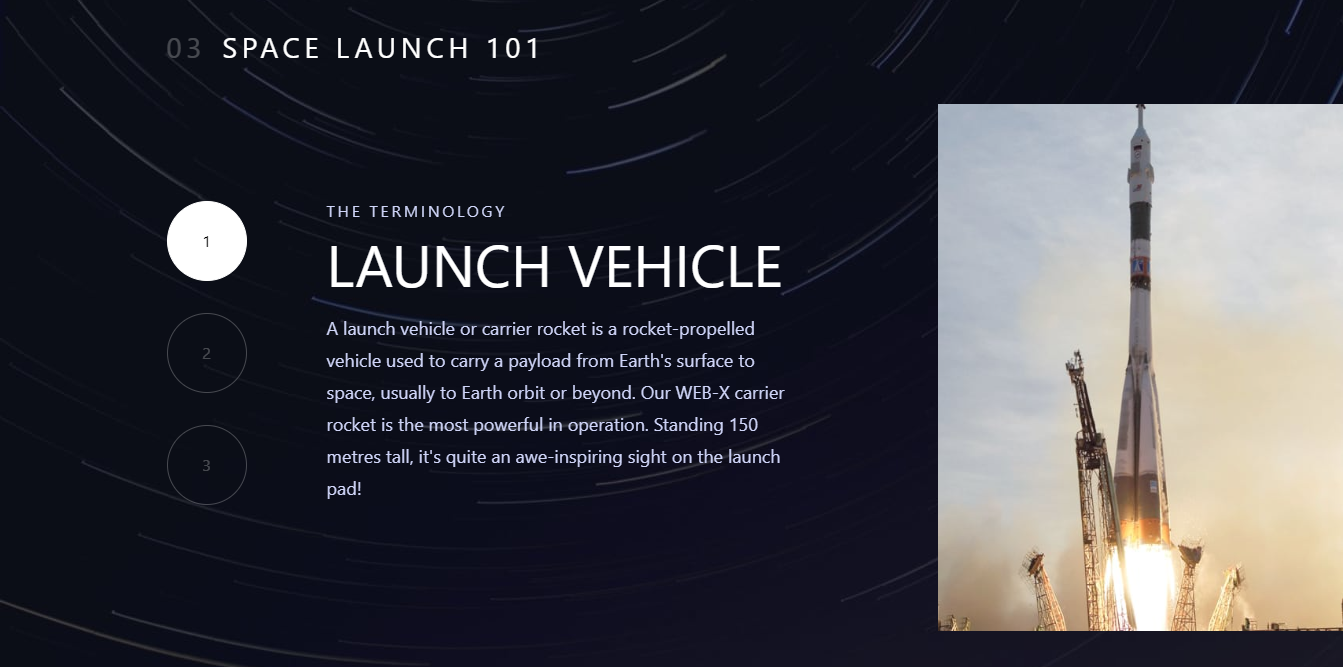 03 SPACE LAUNCH 101
1
2
3
THE TERMINOLOGY
LAUNCH VEHICLE
A launch vehicle or carrier rocket is a rocket-propelled
vehicle used to carry a payload from Earth's surface to
space, usually to Earth orbit or beyond. Our WEB-X carrier
rocket is the most powerful in operation. Standing 150
metres tall, it's quite an awe-inspiring sight on the launch
pad!